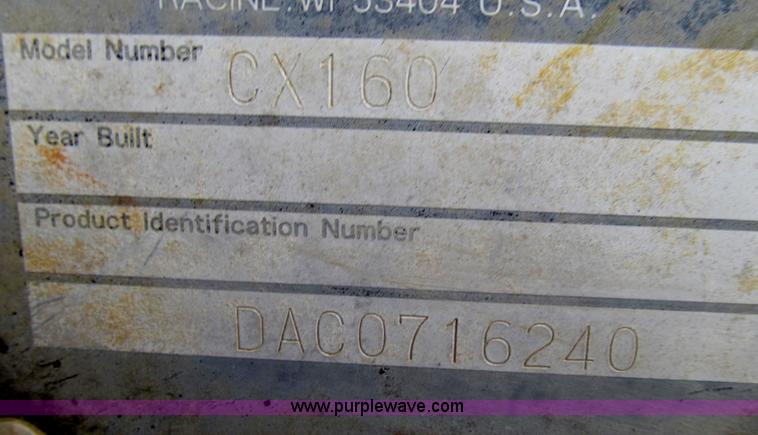 RACINE. WI 53404 U.S.A.
Model Number CX160
Year Built
Product Identification Number
DAC0716240
www.purplewave.com